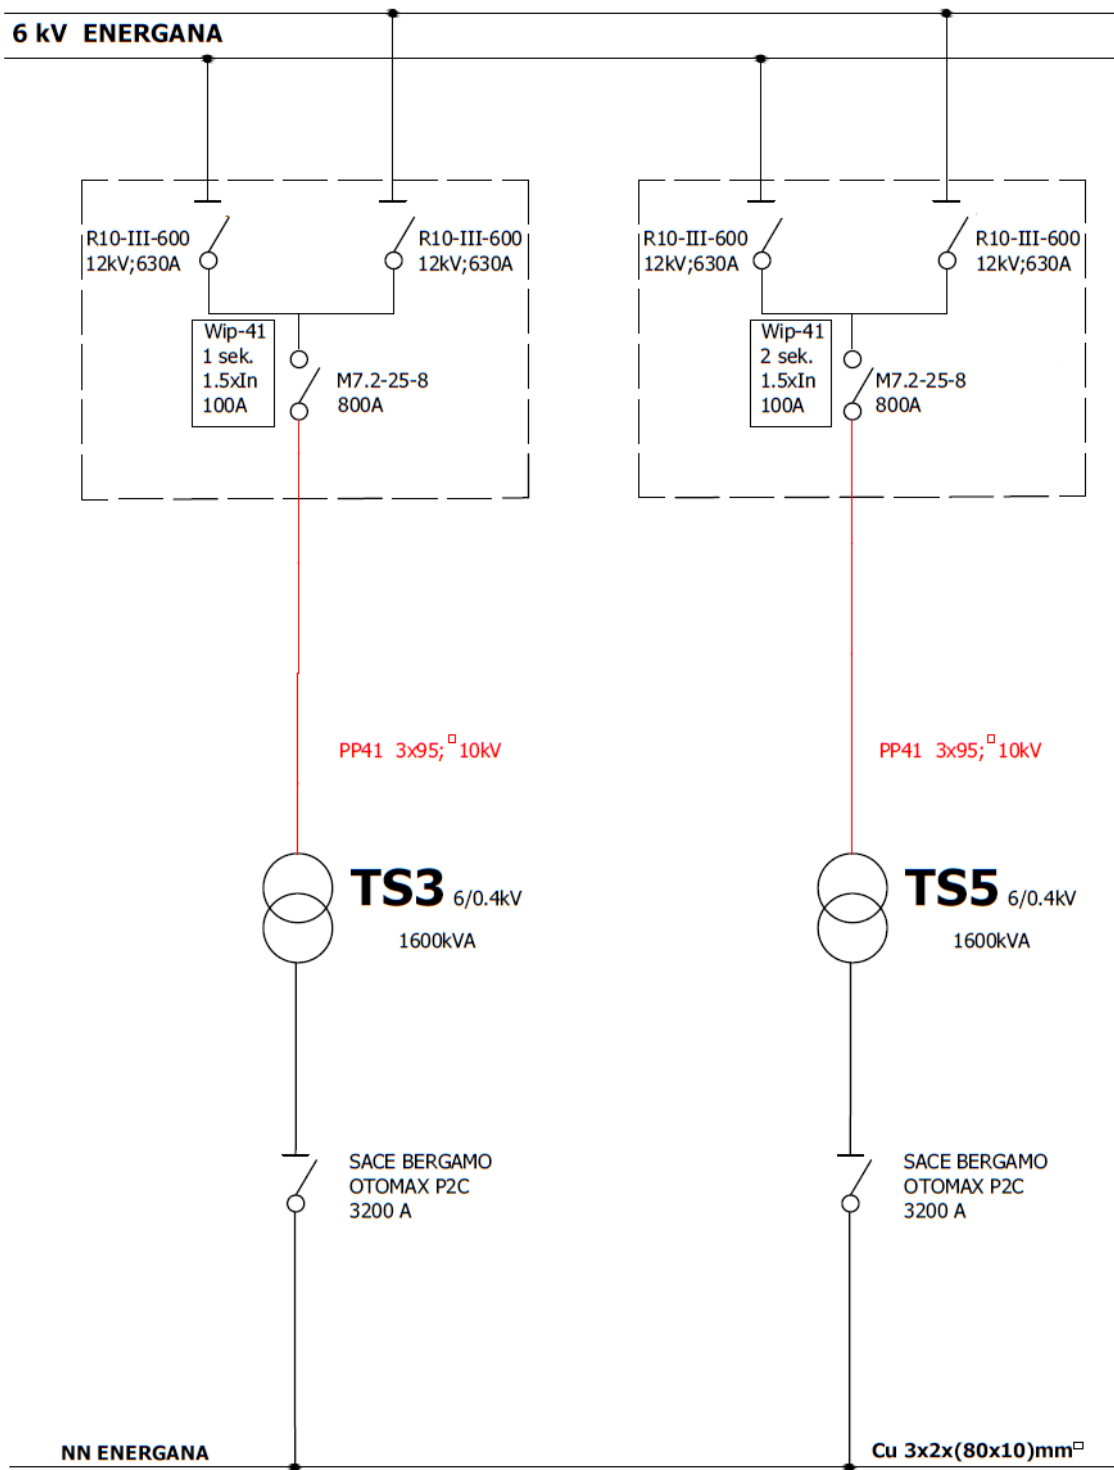 6 kV ENERGANA
R10-III-600
12kV;630A
R10-III-600
12kV;630A
Wip-41
1 sek.
1.5xIn
100A
M7.2-25-8
800A
R10-III-600
12kV;630A
R10-III-600
12kV;630A
Wip-41
2 sek.
1.5xIn
100A
M7.2-25-8
800A
PP41 3x95;□10kV
PP41 3x95;□10kV
TS3 6/0.4kV
1600kVA
TS5 6/0.4kV
1600kVA
SACE BERGAMO
OTOMAX P2C
3200 A
SACE BERGAMO
OTOMAX P2C
3200 A
NN ENERGANA
Cu 3x2x(80x10)mm□